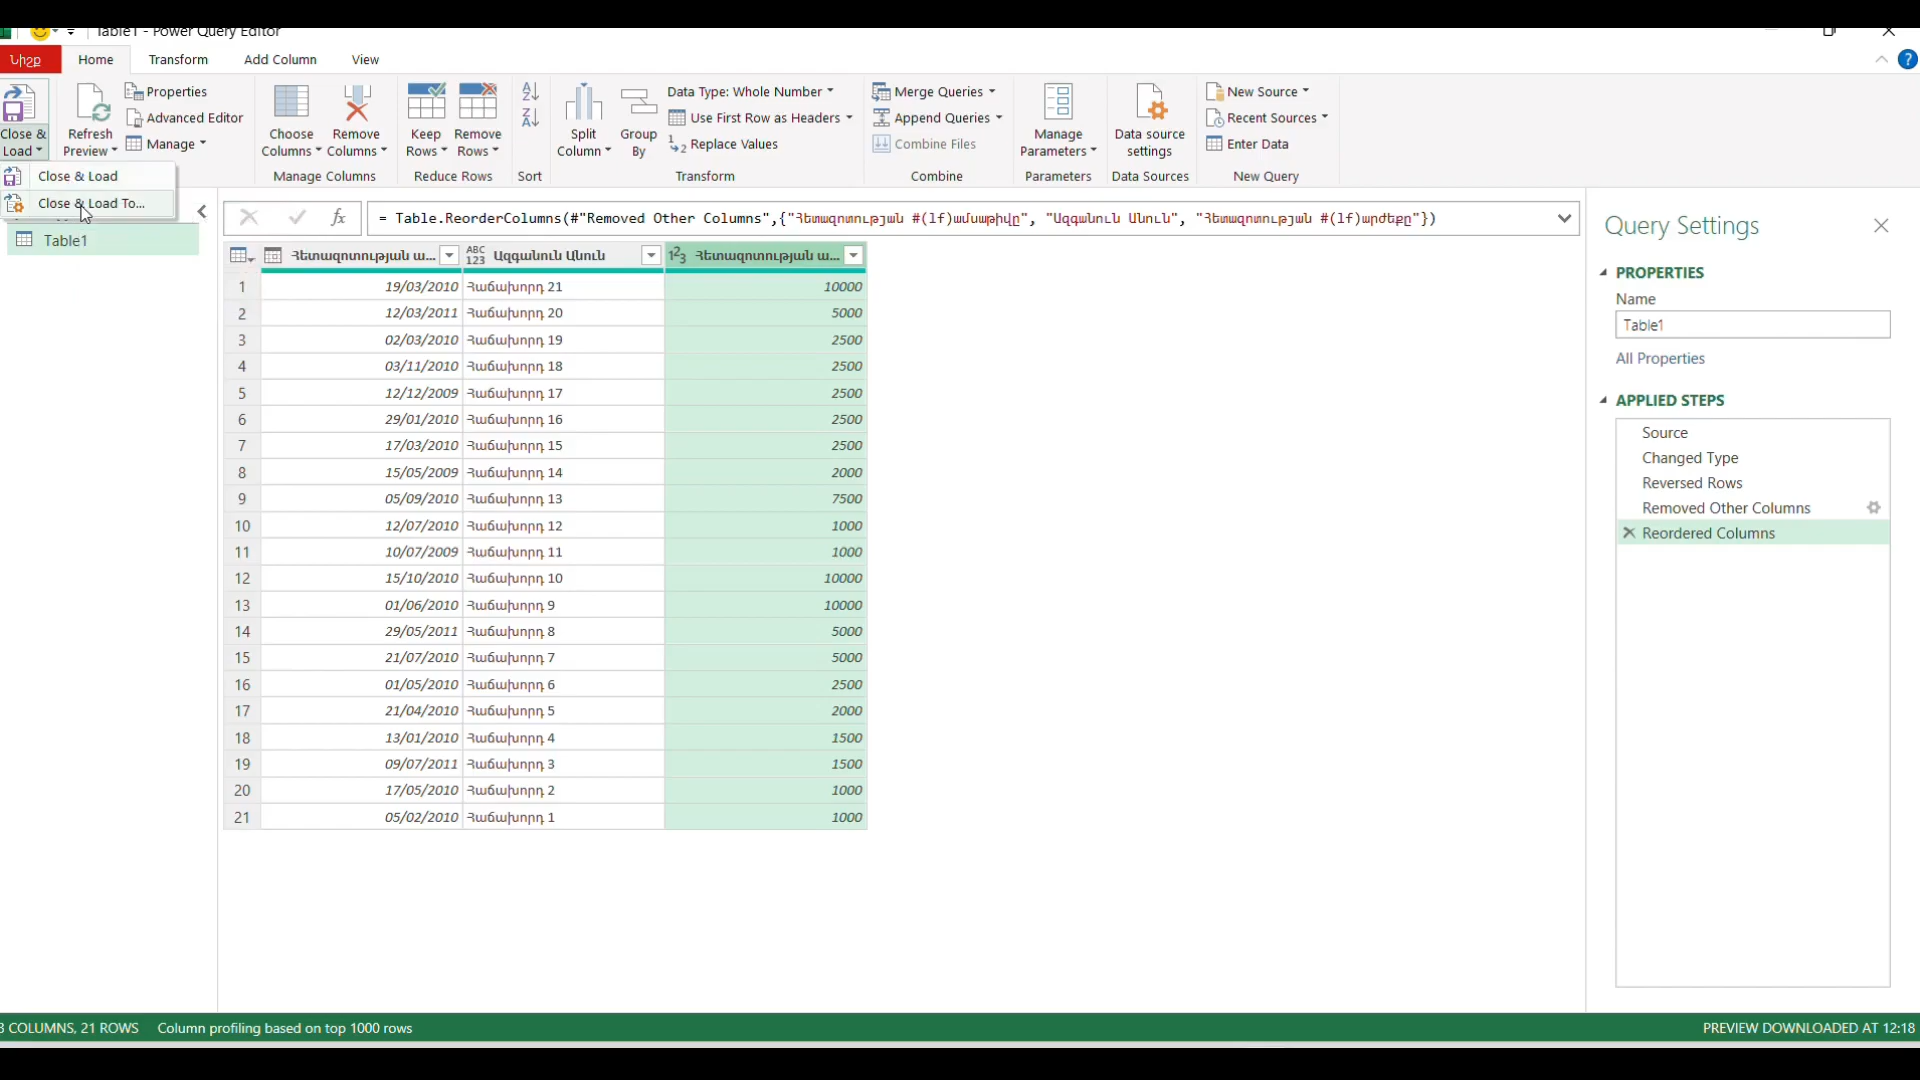 Table1 - Power Query Editor
Նիշք Home Transform Add Column View
Close & Load
Refresh Preview
Properties
Advanced Editor
Manage
Choose Columns
Remove Columns
Manage Columns
Keep Rows
Remove Rows
Reduce Rows
Sort
Split Column
Group By
Data Type: Whole Number
Use First Row as Headers
Replace Values
Transform
Merge Queries
Append Queries
Combine Files
Combine
Manage Parameters
Parameters
Data source settings
Data Sources
New Source
Recent Sources
Enter Data
New Query
Close & Load
Close & Load To...
Table1
= Table.ReorderColumns(#"Removed Other Columns",{"Հետազոտության #(lf)ամսաթիվը", "Ազգանուն Անուն", "Հետազոտության #(lf)արժեքը"})
Հետազոտության ա... ABC 123 Ազգանուն Անուն 123 Հետազոտության ա...
1 19/03/2010 Հաճախորդ 21 10000
2 12/03/2011 Հաճախորդ 20 5000
3 02/03/2010 Հաճախորդ 19 2500
4 03/11/2010 Հաճախորդ 18 2500
5 12/12/2009 Հաճախորդ 17 2500
6 29/01/2010 Հաճախորդ 16 2500
7 17/03/2010 Հաճախորդ 15 2500
8 15/05/2009 Հաճախորդ 14 2000
9 05/09/2010 Հաճախորդ 13 7500
10 12/07/2010 Հաճախորդ 12 1000
11 10/07/2009 Հաճախորդ 11 1000
12 15/10/2010 Հաճախորդ 10 10000
13 01/06/2010 Հաճախորդ 9 10000
14 29/05/2011 Հաճախորդ 8 5000
15 21/07/2010 Հաճախորդ 7 5000
16 01/05/2010 Հաճախորդ 6 2500
17 21/04/2010 Հաճախորդ 5 2000
18 13/01/2010 Հաճախորդ 4 1500
19 09/07/2011 Հաճախորդ 3 1500
20 17/05/2010 Հաճախորդ 2 1000
21 05/02/2010 Հաճախորդ 1 1000
Query Settings
PROPERTIES
Name
Table1
All Properties
APPLIED STEPS
Source
Changed Type
Reversed Rows
Removed Other Columns
Reordered Columns
3 COLUMNS, 21 ROWS Column profiling based on top 1000 rows PREVIEW DOWNLOADED AT 12:18